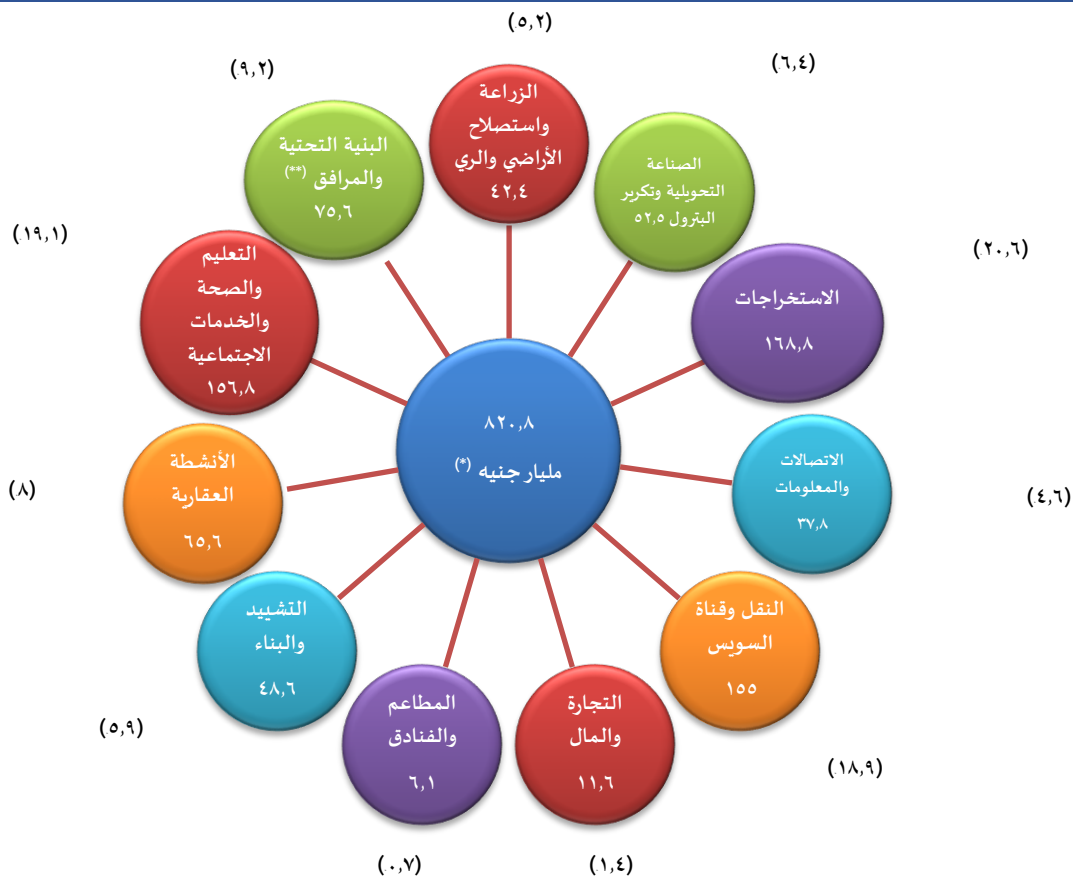 (٥,٢)
(٦,٤)
(٩,٢)
الزراعة
واستصلاح
الأراضي والري
٤٢,٤
الصناعة
التحويلية وتكرير
البترول ٥٢,٥
البنية التحتية
والمرافق (**)
٧٥,٦
(٢٠,٦)
الاستخراجات
١٦٨,٨
(١٩,١)
التعليم
والصحة
والخدمات
الاجتماعية
١٥٦,٨
٨٢٠,٨
مليار جنيه (*)
(٤,٦)
الاتصالات
والمعلومات
٣٧,٨
(٨)
الأنشطة
العقارية
٦٥,٦
النقل وقناة
السويس
١٥٥
(١٨,٩)
التشييد
والبناء
٤٨,٦
(٥,٩)
التجارة
والمال
١١,٦
(١,٤)
المطاعم
والفنادق
٦,١
(٠,٧)